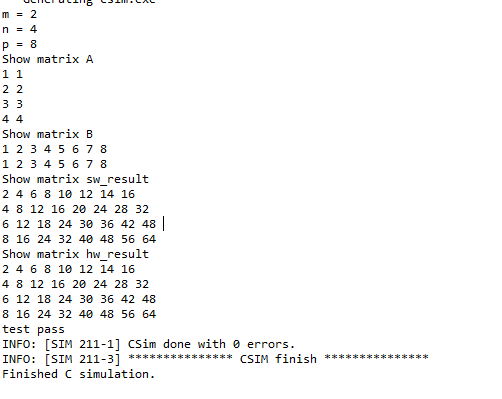 Generating csim.exe
m = 2
n = 4
p = 8
Show matrix A
1 1
2 2
3 3
4 4
Show matrix B
1 2 3 4 5 6 7 8
1 2 3 4 5 6 7 8
Show matrix sw_result
2 4 6 8 10 12 14 16
4 8 12 16 20 24 28 32
6 12 18 24 30 36 42 48
8 16 24 32 40 48 56 64
Show matrix hw_result
2 4 6 8 10 12 14 16
4 8 12 16 20 24 28 32
6 12 18 24 30 36 42 48
8 16 24 32 40 48 56 64
test pass
INFO: [SIM 211-1] CSim done with 0 errors.
INFO: [SIM 211-3] *************** CSIM finish ***************
Finished C simulation.